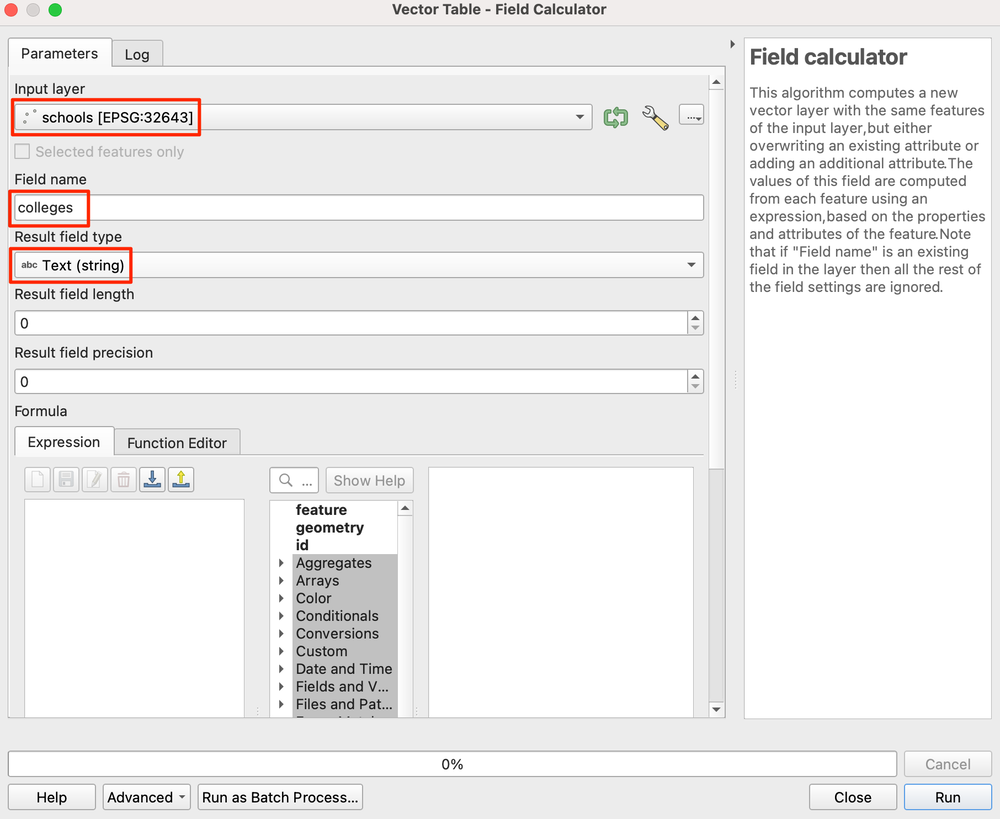 Vector Table - Field Calculator
Parameters
Log
Input layer
schools [EPSG:32643]
...
Selected features only
Field name
colleges
Result field type
abc Text (string)
Result field length
0
Result field precision
0
Formula
Expression
Function Editor
...
Show Help
feature
geometry
id
Aggregates
Arrays
Color
Conditionals
Conversions
Custom
Date and Time
Fields and V...
Files and Pat...
Field calculator
This algorithm computes a new
vector layer with the same features
of the input layer,but either
overwriting an existing attribute or
adding an additional attribute.The
values of this field are computed
from each feature using an
expression,based on the properties
and attributes of the feature.Note
that if "Field name" is an existing
field in the layer then all the rest of
the field settings are ignored.
0%
Cancel
Help
Advanced
Run as Batch Process...
Close
Run